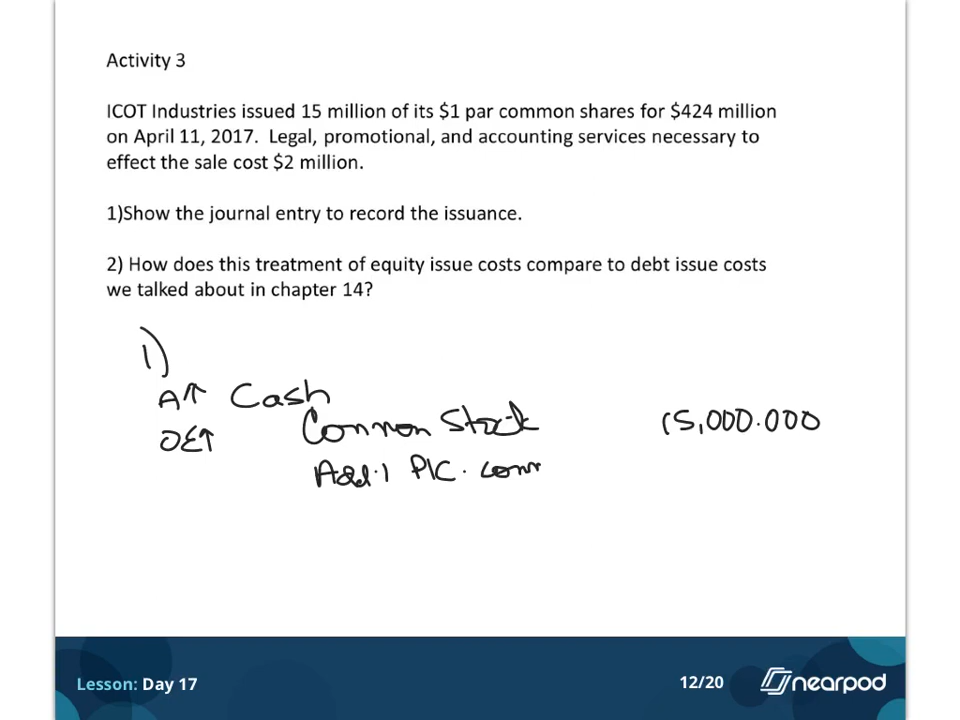 Activity 3
ICOT Industries issued 15 million of its $1 par common shares for $424 million
on April 11, 2017.  Legal, promotional, and accounting services necessary to
effect the sale cost $2 million.
1)Show the journal entry to record the issuance.
2) How does this treatment of equity issue costs compare to debt issue costs
we talked about in chapter 14?
1)
A↑ Cash
OE↑ Common Stock 15,000.000
Add.l PIC. comm
Lesson: Day 17
12/20
nearpod